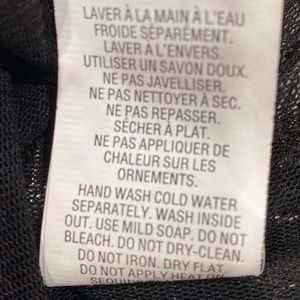 LAVER À LA MAIN À L'EAU
FROIDE SÉPARÉMENT.
LAVER À L'ENVERS.
UTILISER UN SAVON DOUX.
NE PAS JAVELLISER.
NE PAS NETTOYER À SEC.
NE PAS REPASSER.
SÉCHER À PLAT.
NE PAS APPLIQUER DE
CHALEUR SUR LES
ORNEMENTS.
HAND WASH COLD WATER
SEPARATELY. WASH INSIDE
OUT. USE MILD SOAP. DO NOT
BLEACH. DO NOT DRY-CLEAN.
DO NOT IRON. DRY FLAT.
DO NOT APPLY HEAT ON